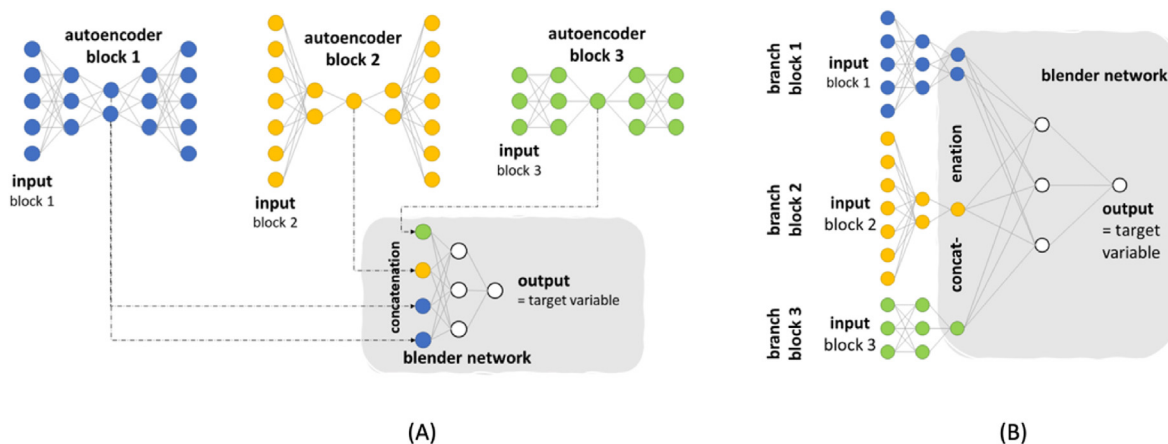 autoencoder
block 1
input
block 1
autoencoder
block 2
input
block 2
autoencoder
block 3
input
block 3
concatenation
output
= target variable
blender network
(A)
branch
block 1
input
block 1
blender network
branch
block 2
input
block 2
concat-
enation
output
= target
variable
branch
block 3
input
block 3
(B)